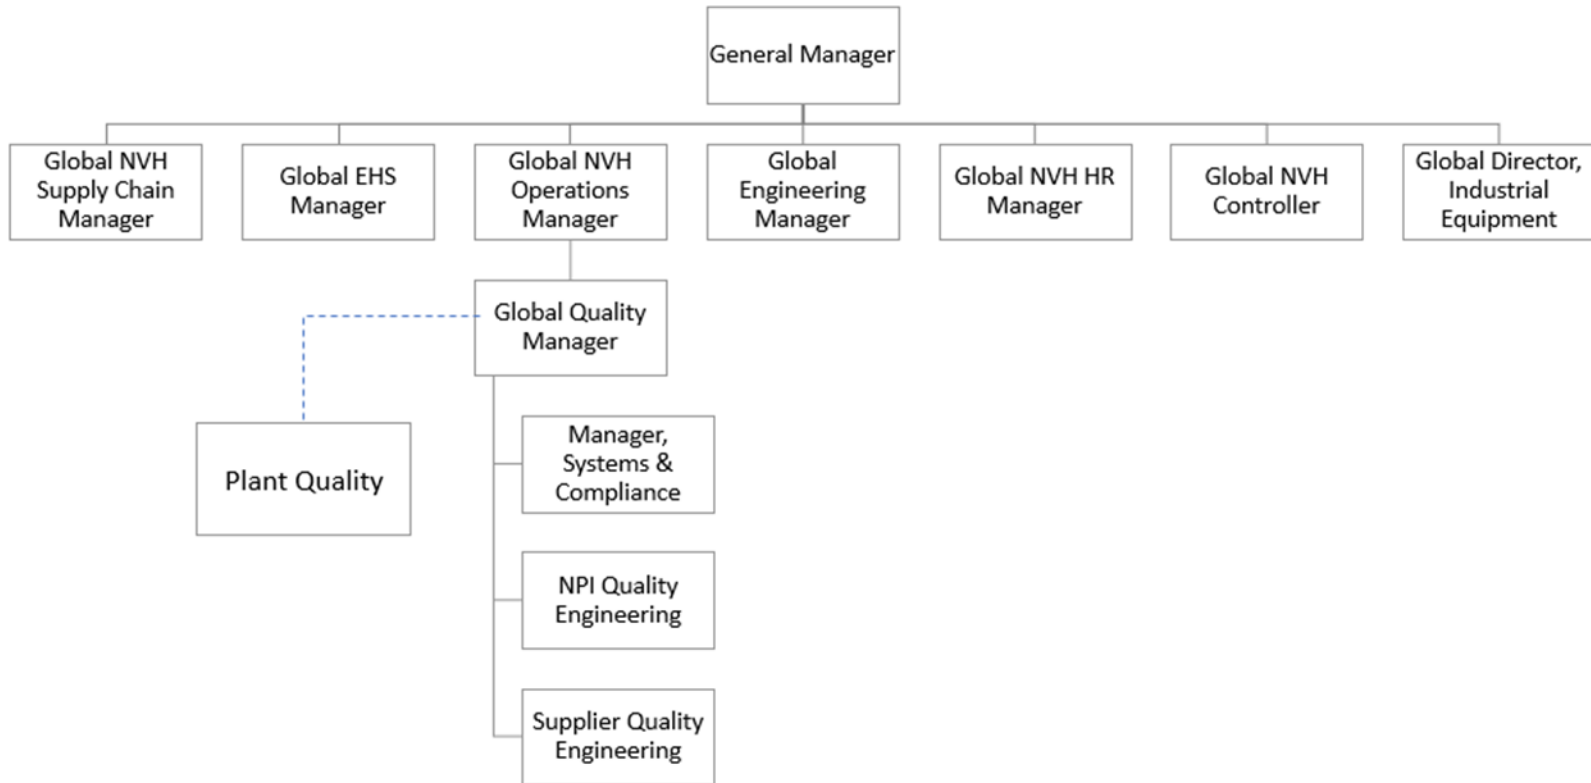 General Manager
Global NVH
Supply Chain
Manager
Global EHS
Manager
Global NVH
Operations
Manager
Global
Engineering
Manager
Global NVH HR
Manager
Global NVH
Controller
Global Director,
Industrial
Equipment
Global Quality
Manager
Plant Quality
Manager,
Systems &
Compliance
NPI Quality
Engineering
Supplier Quality
Engineering